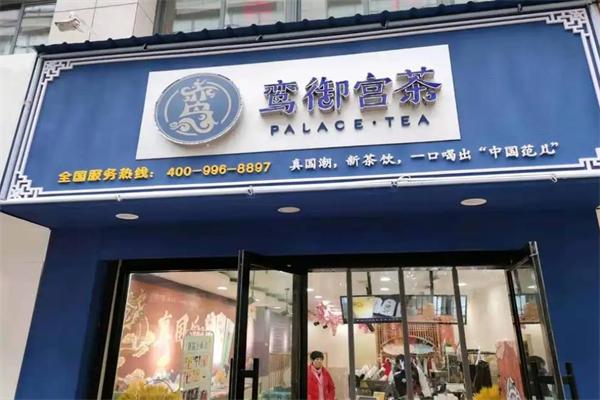 鸾御宫茶
PALACE·TEA
全国服务热线：400-996-8897
真国湖，新茶饮，一口喝出“中国范儿”